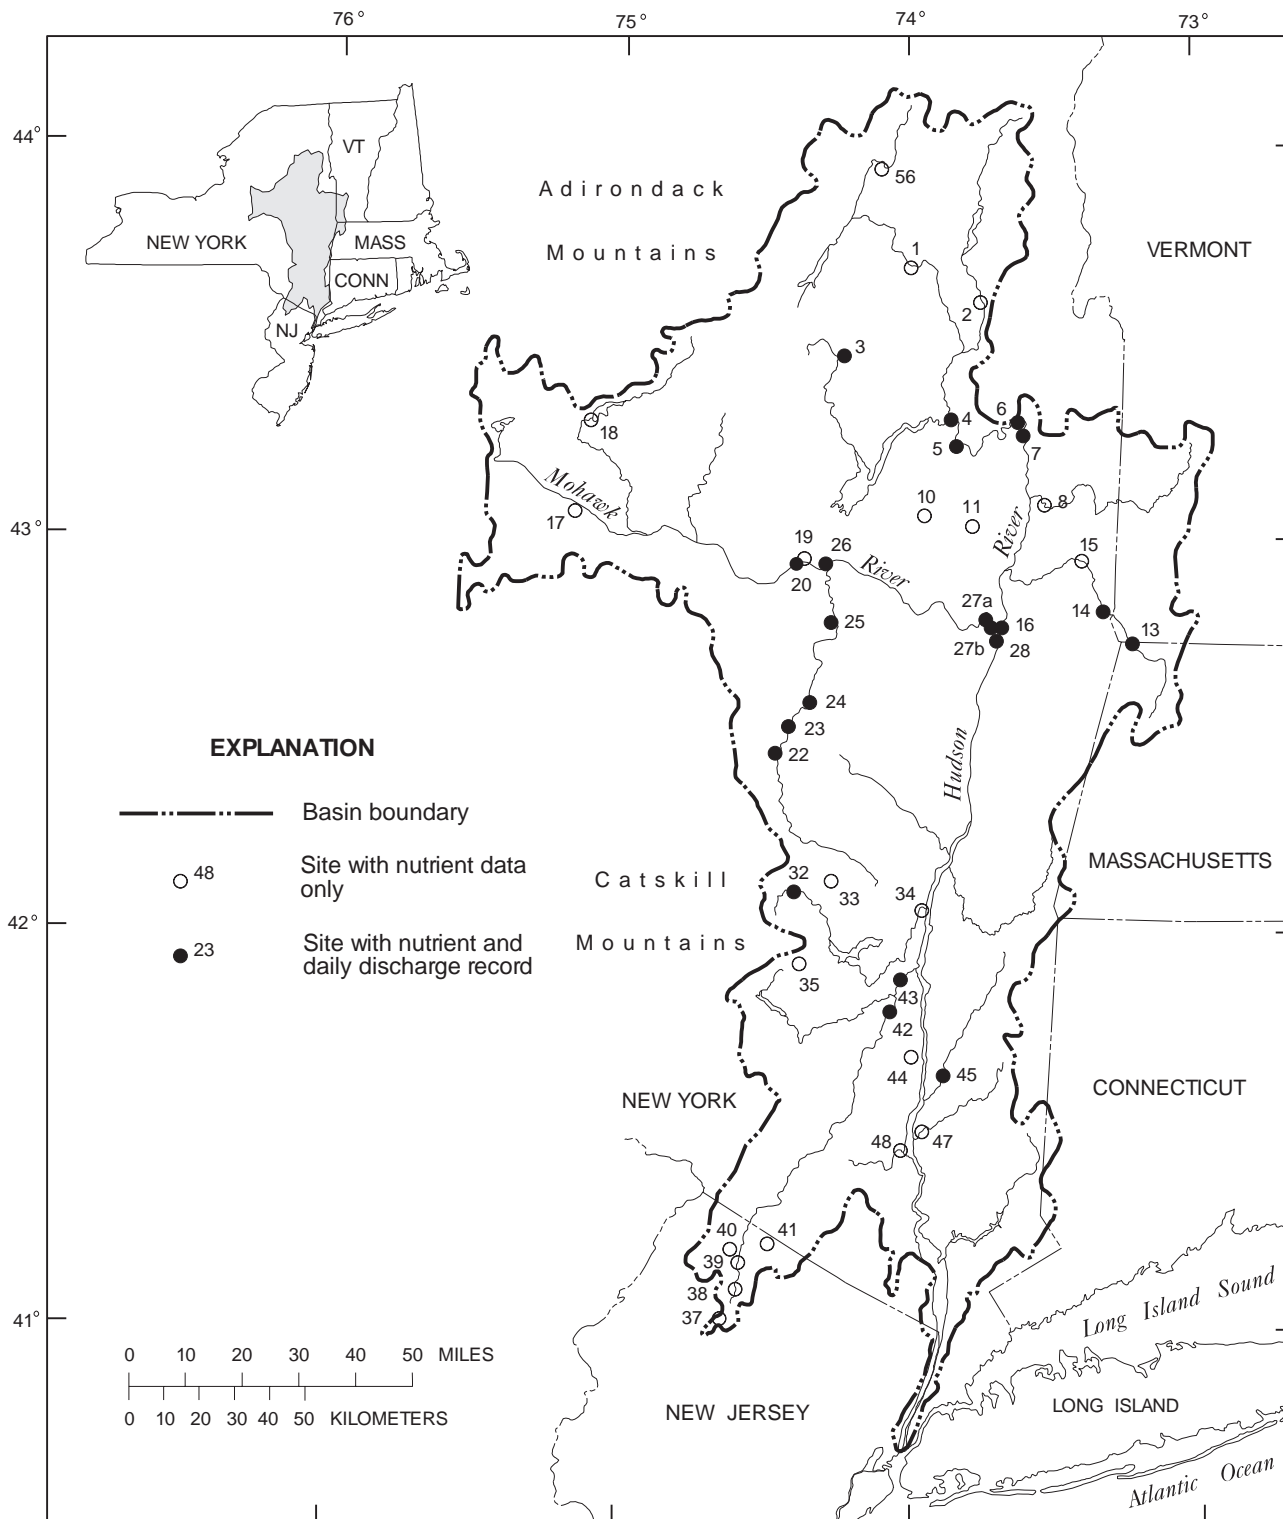 76°
75°
74°
73°
44°
43°
42°
41°
VT
NEW YORK
MASS
CONN
NJ
Adirondack
Mountains
VERMONT
56
1
2
3
4
6
5
7
18
Mohawk
17
10
11
8
River
15
19
26
20
River
27a
16
14
13
25
27b
28
24
23
22
Hudson
EXPLANATION
Basin boundary
48
Site with nutrient data
only
23
Site with nutrient and
daily discharge record
MASSACHUSETTS
Catskill
Mountains
32
33
34
35
43
42
44
45
NEW YORK
CONNECTICUT
48
47
40
41
39
38
37
Long Island Sound
0 10 20 30 40 50 MILES
0 10 20 30 40 50 KILOMETERS
NEW JERSEY
LONG ISLAND
Atlantic Ocean